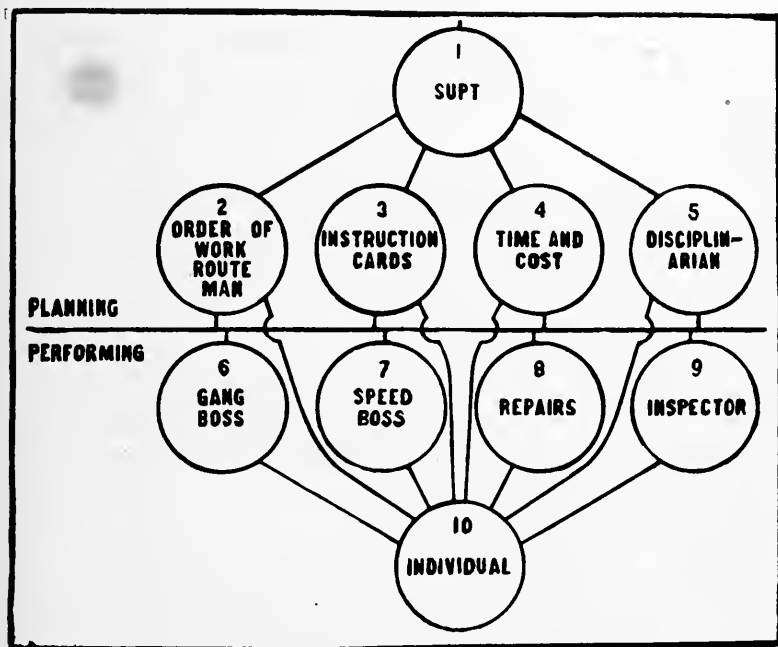 1
SUPT
2
ORDER OF
WORK
ROUTE
MAN
3
INSTRUCTION
CARDS
4
TIME AND
COST
5
DISCIPLIN-
ARIAN
PLANNING
PERFORMING
6
GANG
BOSS
7
SPEED
BOSS
8
REPAIRS
9
INSPECTOR
10
INDIVIDUAL